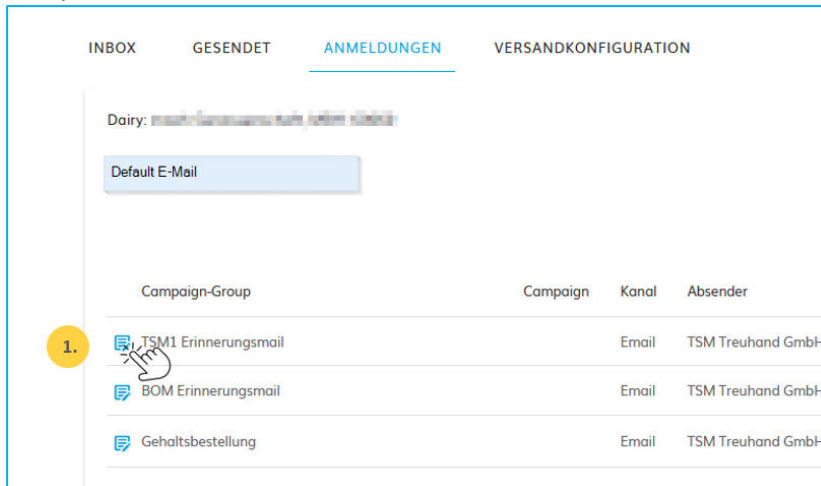 INBOX GESENDET ANMELDUNGEN VERSANDKONFIGURATION
Dairy:
Default E-Mail
Campaign-Group Campaign Kanal Absender
1. TSM1 Erinnerungsmail Email TSM Treuhand GmbH
BOM Erinnerungsmail Email TSM Treuhand GmbH
Gehaltsbestellung Email TSM Treuhand GmbH